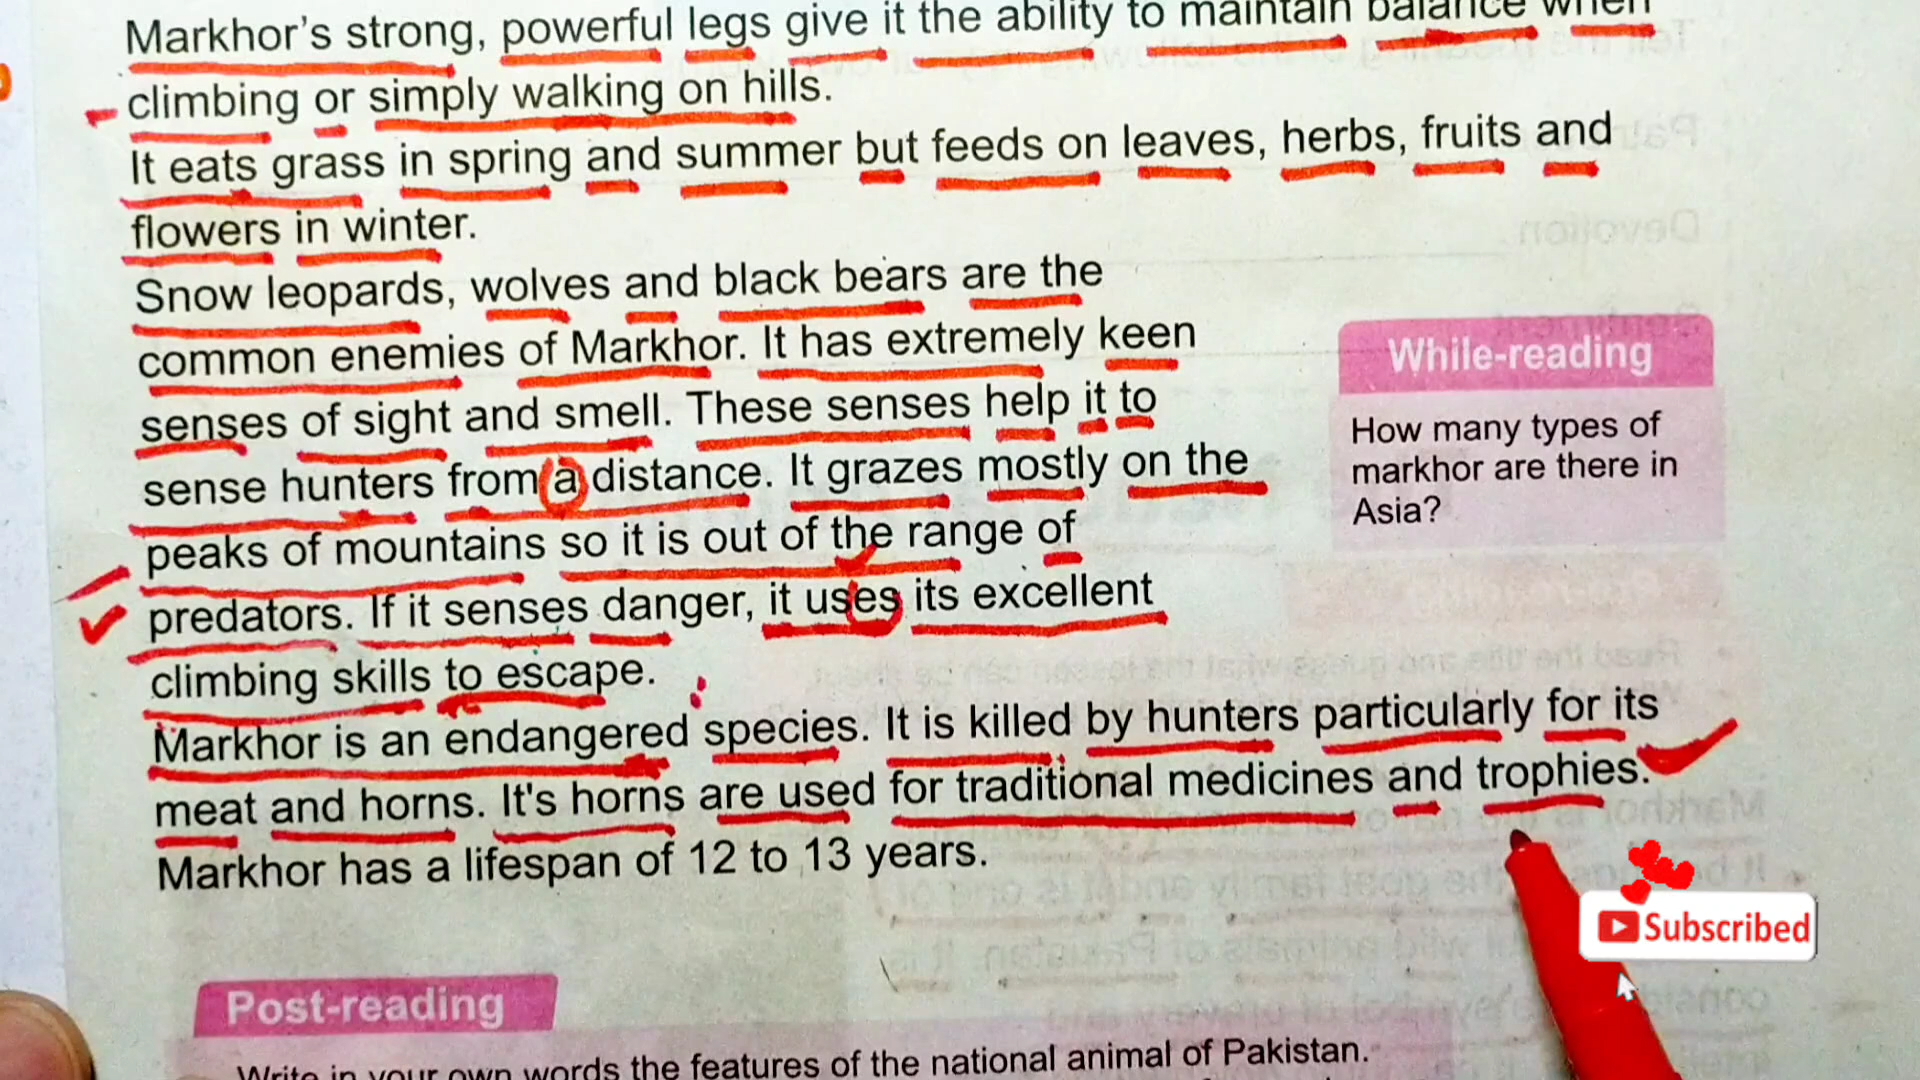 Markhor's strong, powerful legs give it the ability to maintain balance when
climbing or simply walking on hills.
It eats grass in spring and summer but feeds on leaves, herbs, fruits and
flowers in winter.
Snow leopards, wolves and black bears are the
common enemies of Markhor. It has extremely keen
senses of sight and smell. These senses help it to
sense hunters from a distance. It grazes mostly on the
peaks of mountains so it is out of the range of
predators. If it senses danger, it uses its excellent
climbing skills to escape.
Markhor is an endangered species. It is killed by hunters particularly for its
meat and horns. It's horns are used for traditional medicines and trophies.
Markhor has a lifespan of 12 to 13 years.
While-reading
How many types of
markhor are there in
Asia?
Subscribed
Post-reading
Write in your own words the features of the national animal of Pakistan.